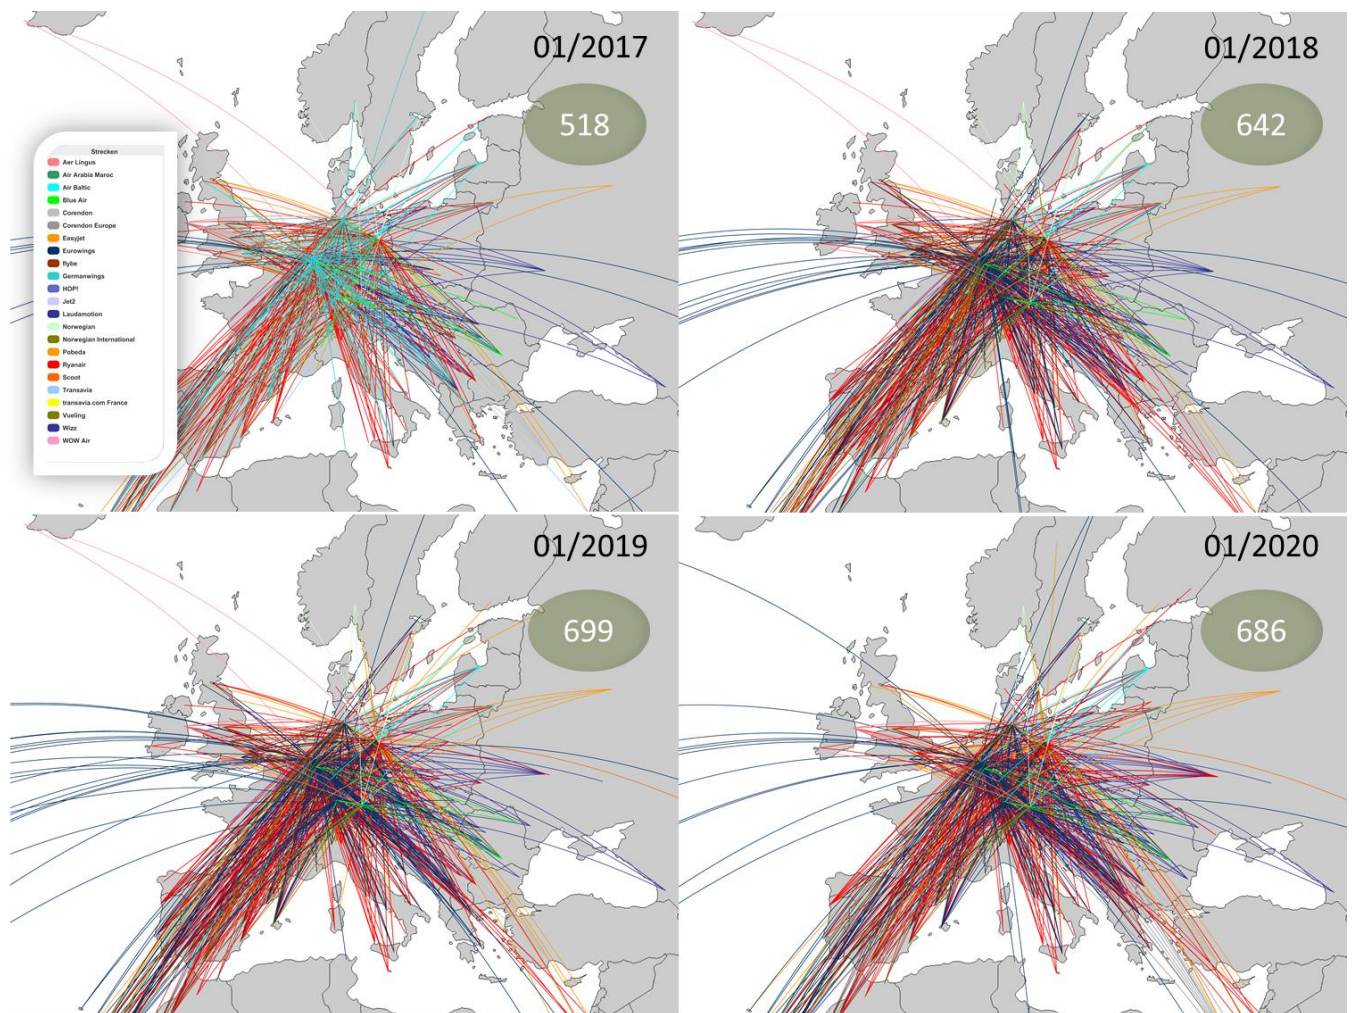 01/2017
518
Strecken
Aer Lingus
Air Arabia Maroc
Air Baltic
Blue Air
Corendon
Corendon Europe
Easyjet
Eurowings
flybe
Germanwings
HOP!
Jet2
Laudamotion
Norwegian
Norwegian International
Pobeda
Ryanair
Scoot
Transavia
transavia.com France
Vueling
Wizz
WOW Air
01/2018
642
01/2019
699
01/2020
686